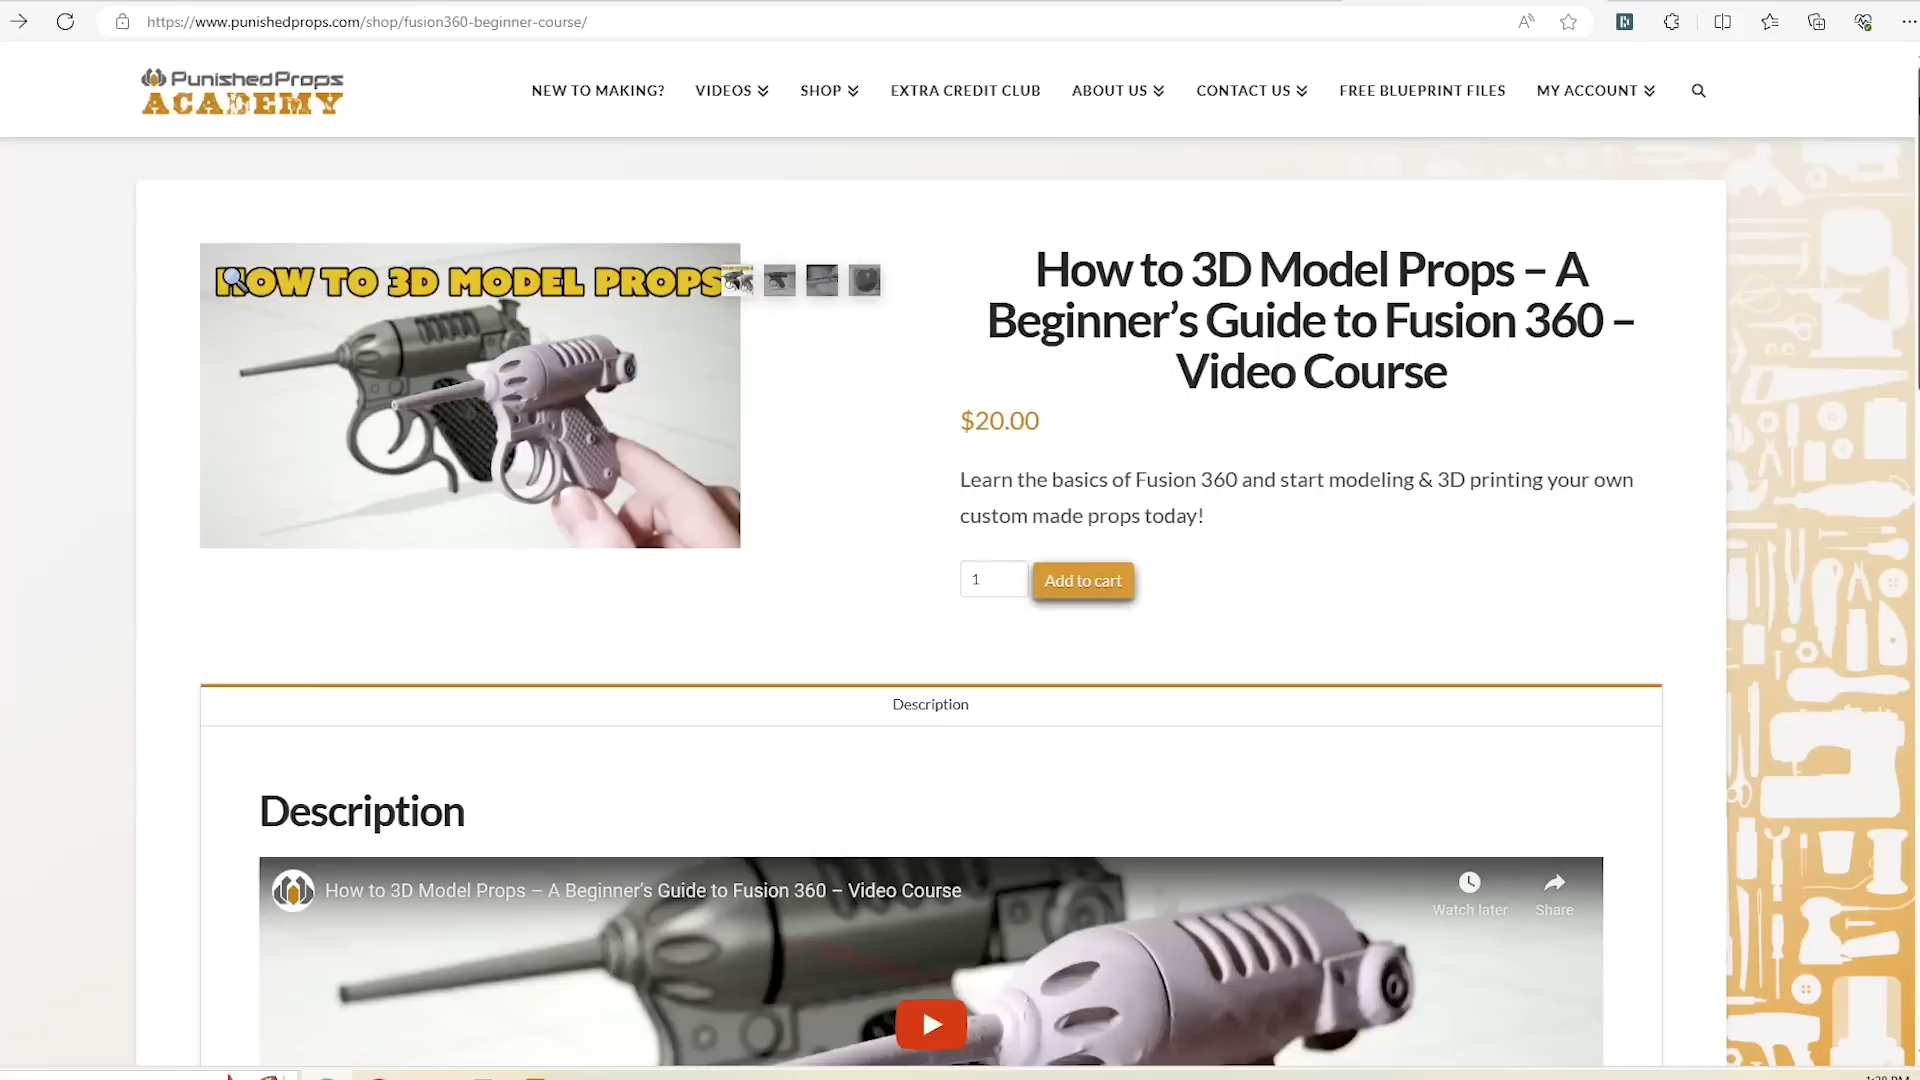 https://www.punishedprops.com/shop/fusion360-beginner-course/
PunishedProps
ACADEMY
NEW TO MAKING?
VIDEOS
SHOP
EXTRA CREDIT CLUB
ABOUT US
CONTACT US
FREE BLUEPRINT FILES
MY ACCOUNT
HOW TO 3D MODEL PROPS
How to 3D Model Props – A
Beginner’s Guide to Fusion 360 –
Video Course
$20.00
Learn the basics of Fusion 360 and start modeling & 3D printing your own
custom made props today!
1
Add to cart
Description
Description
How to 3D Model Props – A Beginner’s Guide to Fusion 360 – Video Course
Watch later
Share